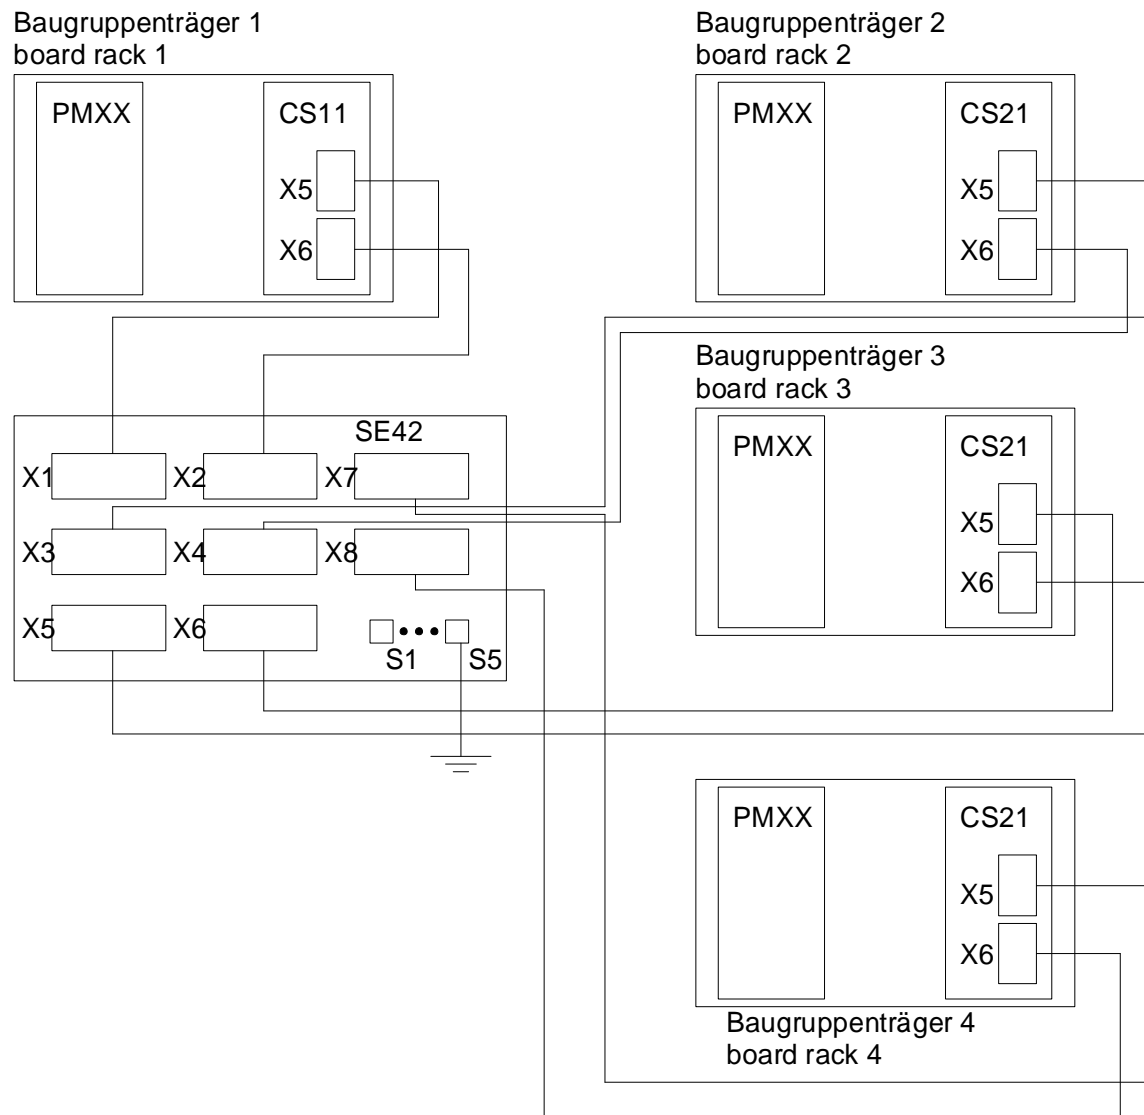 Baugruppenträger 1
board rack 1
PMXX
CS11
X5
X6
Baugruppenträger 2
board rack 2
PMXX
CS21
X5
X6
Baugruppenträger 3
board rack 3
PMXX
CS21
X5
X6
SE42
X1
X2
X7
X3
X4
X8
X5
X6
S1
S5
PMXX
CS21
X5
X6
Baugruppenträger 4
board rack 4